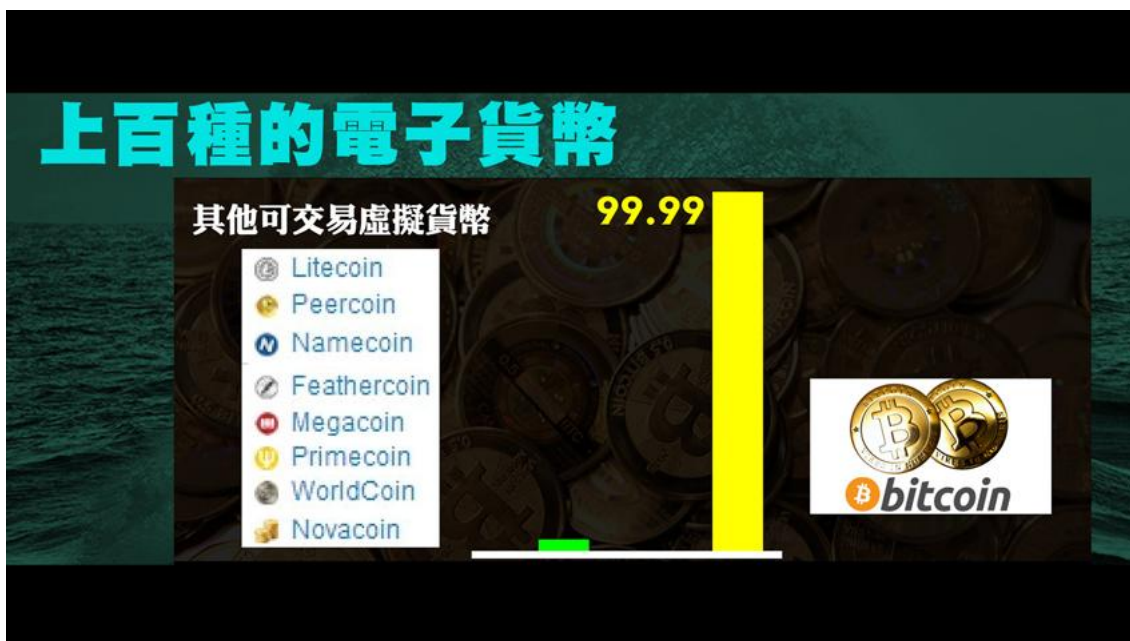 上百種的電子貨幣
其他可交易虛擬貨幣
99.99
Litecoin
Peercoin
Namecoin
Feathercoin
Megacoin
Primecoin
WorldCoin
Novacoin
bitcoin